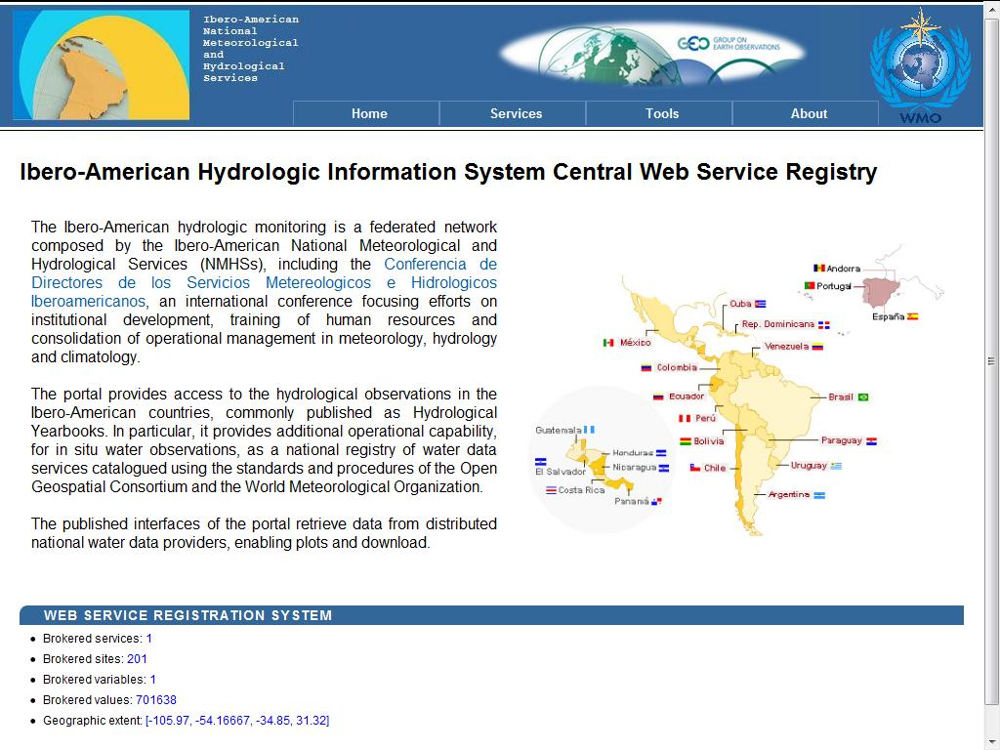 Ibero-American
National
Meteorological
and
Hydrological
Services
GEO GROUP ON
EARTH OBSERVATIONS
WMO
Home Services Tools About
Ibero-American Hydrologic Information System Central Web Service Registry
The Ibero-American hydrologic monitoring is a federated network
composed by the Ibero-American National Meteorological and
Hydrological Services (NMHSs), including the Conferencia de
Directores de los Servicios Metereologicos e Hidrologicos
Iberoamericanos, an international conference focusing efforts on
institutional development, training of human resources and
consolidation of operational management in meteorology, hydrology
and climatology.
The portal provides access to the hydrological observations in the
Ibero-American countries, commonly published as Hydrological
Yearbooks. In particular, it provides additional operational capability,
for in situ water observations, as a national registry of water data
services catalogued using the standards and procedures of the Open
Geospatial Consortium and the World Meteorological Organization.
The published interfaces of the portal retrieve data from distributed
national water data providers, enabling plots and download.
Andorra
Portugal
España
Cuba
Rep. Dominicana
México
Venezuela
Colombia
Ecuador
Brasil
Perú
Bolivia
Paraguay
Chile
Uruguay
Argentina
Guatemala
Honduras
Nicaragua
El Salvador
Costa Rica
Panamá
WEB SERVICE REGISTRATION SYSTEM
Brokered services: 1
Brokered sites: 201
Brokered variables: 1
Brokered values: 701638
Geographic extent: [-105.97, -54.16667, -34.85, 31.32]